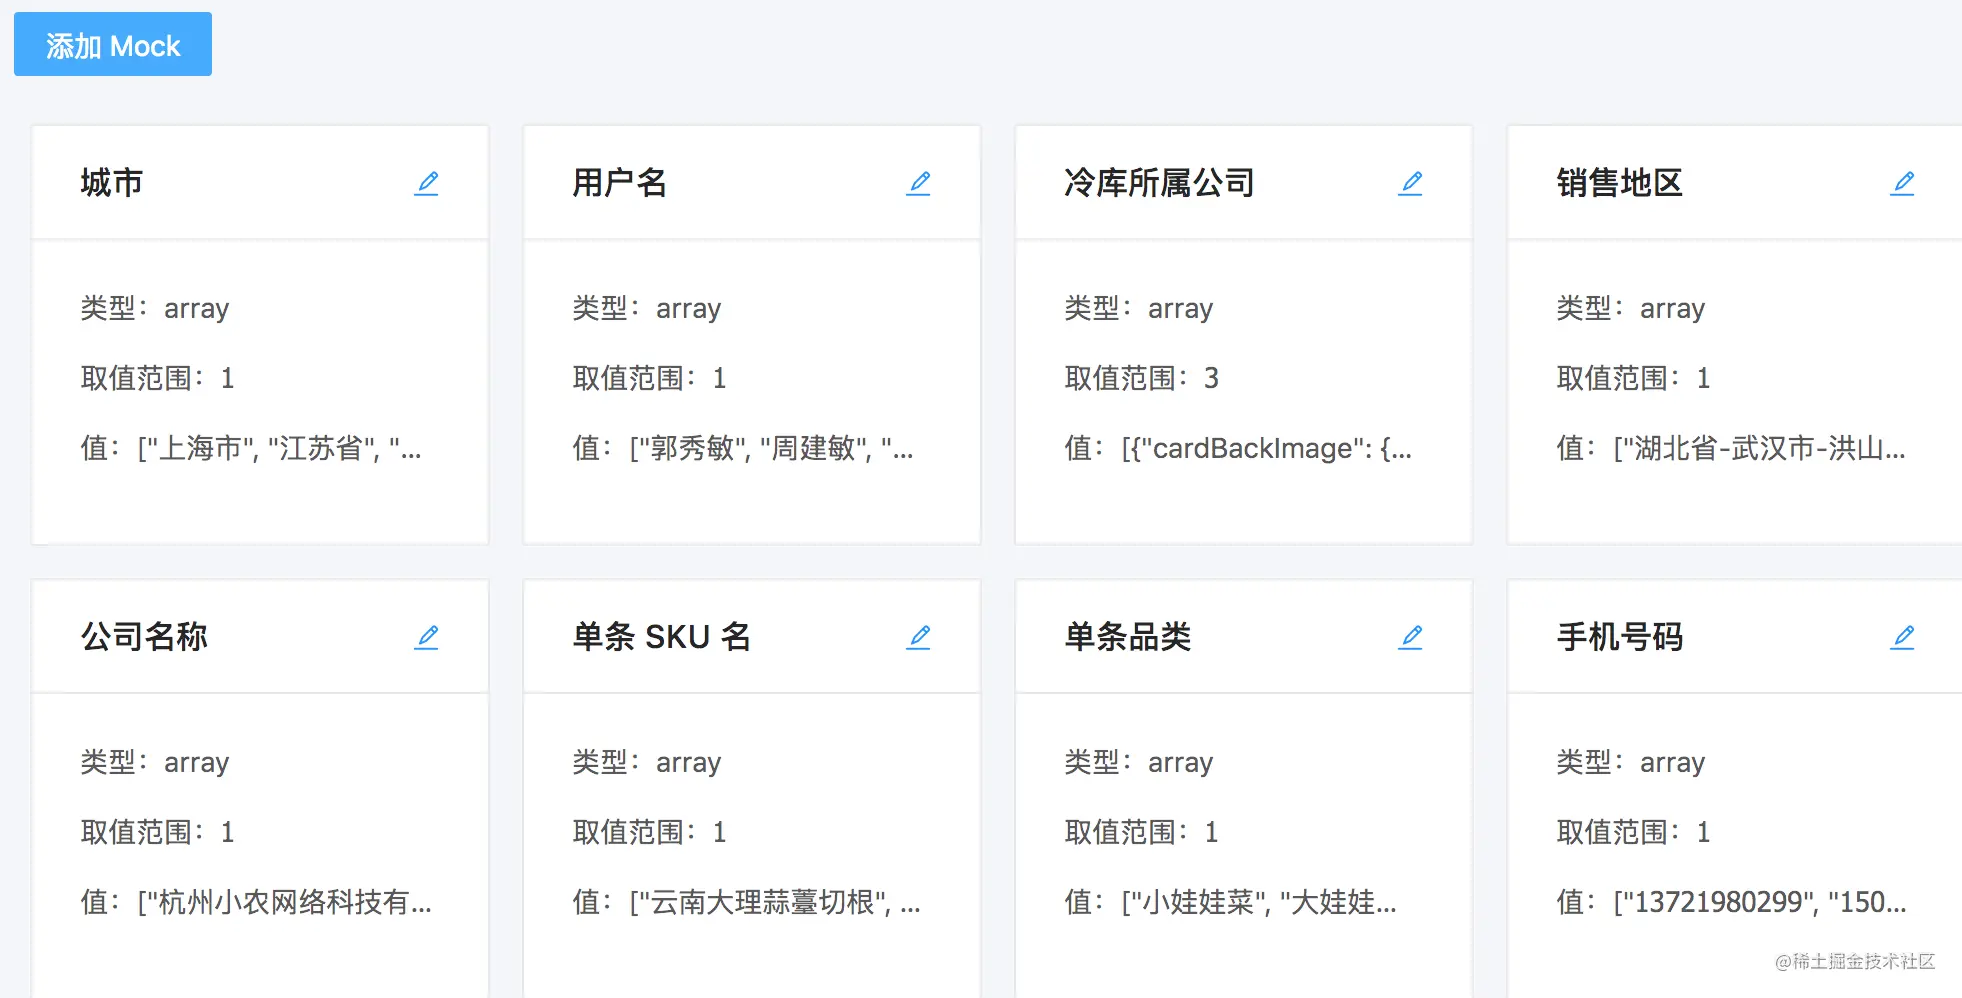 添加 Mock
城市
类型：array
取值范围：1
值：["上海市", "江苏省", "...
用户名
类型：array
取值范围：1
值：["郭秀敏", "周建敏", "...
冷库所属公司
类型：array
取值范围：3
值：[{"cardBackImage": {...
销售地区
类型：array
取值范围：1
值：["湖北省-武汉市-洪山...
公司名称
类型：array
取值范围：1
值：["杭州小农网络科技有...
单条 SKU 名
类型：array
取值范围：1
值：["云南大理蒜薹切根", ...
单条品类
类型：array
取值范围：1
值：["小娃娃菜", "大娃娃...
手机号码
类型：array
取值范围：1
值：["13721980299", "150...
@稀土掘金技术社区